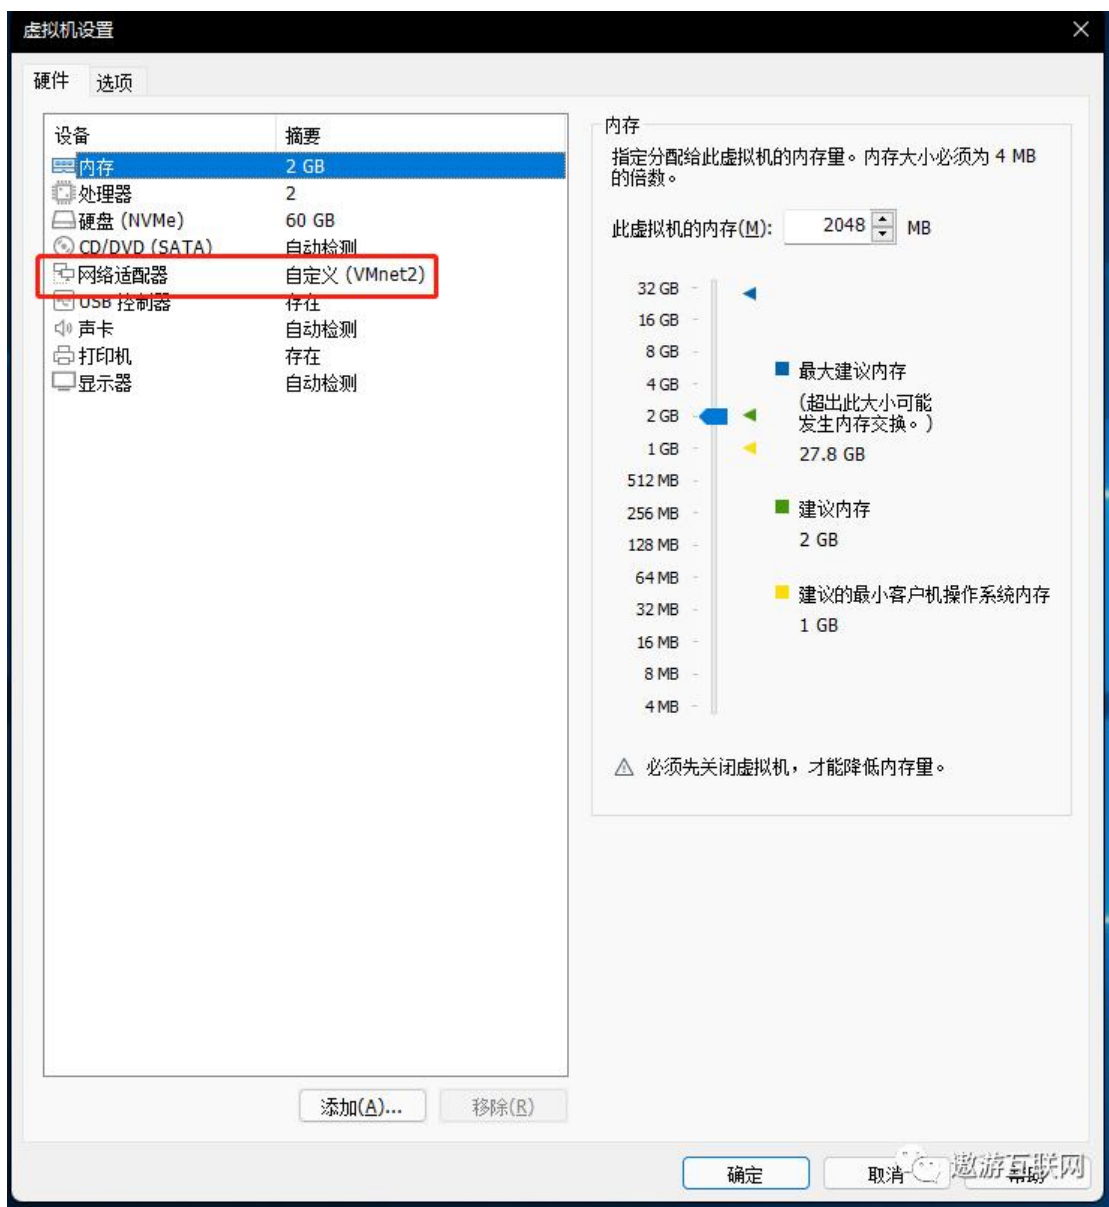 虚拟机设置
硬件 选项
设备 摘要
内存 2 GB
处理器 2
硬盘 (NVMe) 60 GB
CD/DVD (SATA) 自动检测
网络适配器 自定义 (VMnet2)
USB 控制器 存在
声卡 自动检测
打印机 存在
显示器 自动检测
添加(A)... 移除(R)
内存
指定分配给此虚拟机的内存量。内存大小必须为 4 MB
的倍数。
此虚拟机的内存(M): 2048 MB
32 GB
16 GB
8 GB
4 GB
2 GB
1 GB
512 MB
256 MB
128 MB
64 MB
32 MB
16 MB
8 MB
4 MB
最大建议内存
(超出此大小可能
发生内存交换。)
27.8 GB
建议内存
2 GB
建议的最小客户机操作系统内存
1 GB
必须先关闭虚拟机，才能降低内存量。
确定 取消 帮助
遨游互联网